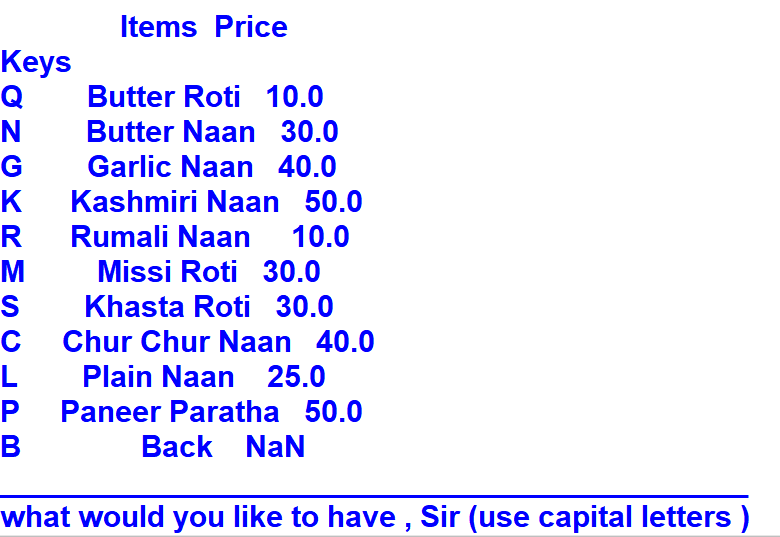 Items Price
Keys
Q Butter Roti 10.0
N Butter Naan 30.0
G Garlic Naan 40.0
K Kashmiri Naan 50.0
R Rumali Naan 10.0
M Missi Roti 30.0
S Khasta Roti 30.0
C Chur Chur Naan 40.0
L Plain Naan 25.0
P Paneer Paratha 50.0
B Back NaN
what would you like to have , Sir (use capital letters )